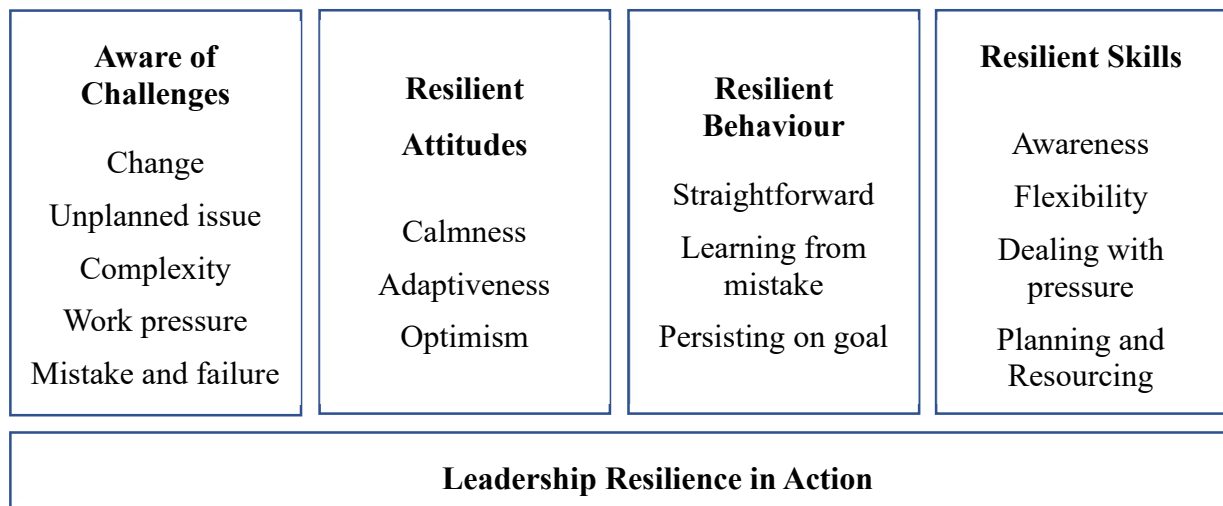 Aware of
Challenges
Change
Unplanned issue
Complexity
Work pressure
Mistake and failure
Resilient
Attitudes
Calmness
Adaptiveness
Optimism
Resilient
Behaviour
Straightforward
Learning from
mistake
Persisting on goal
Resilient Skills
Awareness
Flexibility
Dealing with
pressure
Planning and
Resourcing
Leadership Resilience in Action